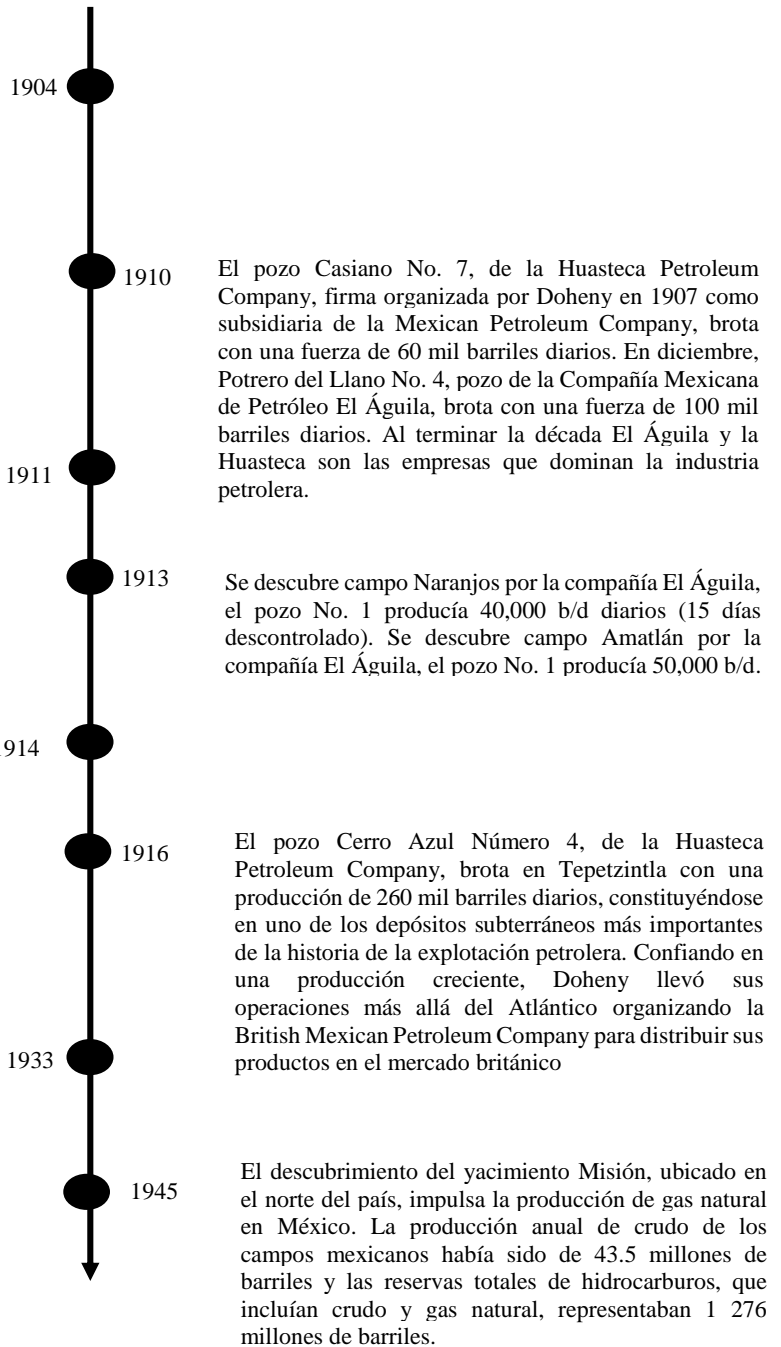 1904
1910
El pozo Casiano No. 7, de la Huasteca Petroleum
Company, firma organizada por Doheny en 1907 como
subsidiaria de la Mexican Petroleum Company, brota
con una fuerza de 60 mil barriles diarios. En diciembre,
Potrero del Llano No. 4, pozo de la Compañía Mexicana
de Petróleo El Águila, brota con una fuerza de 100 mil
barriles diarios. Al terminar la década El Águila y la
Huasteca son las empresas que dominan la industria
petrolera.
1911
1913
Se descubre campo Naranjos por la compañía El Águila,
el pozo No. 1 producía 40,000 b/d diarios (15 días
descontrolado). Se descubre campo Amatlán por la
compañía El Águila, el pozo No. 1 producía 50,000 b/d.
914
1916
El pozo Cerro Azul Número 4, de la Huasteca
Petroleum Company, brota en Tepetzintla con una
producción de 260 mil barriles diarios, constituyéndose
en uno de los depósitos subterráneos más importantes
de la historia de la explotación petrolera. Confiando en
una producción creciente, Doheny llevó sus
operaciones más allá del Atlántico organizando la
British Mexican Petroleum Company para distribuir sus
productos en el mercado británico
1933
1945
El descubrimiento del yacimiento Misión, ubicado en
el norte del país, impulsa la producción de gas natural
en México. La producción anual de crudo de los
campos mexicanos había sido de 43.5 millones de
barriles y las reservas totales de hidrocarburos, que
incluían crudo y gas natural, representaban 1 276
millones de barriles.